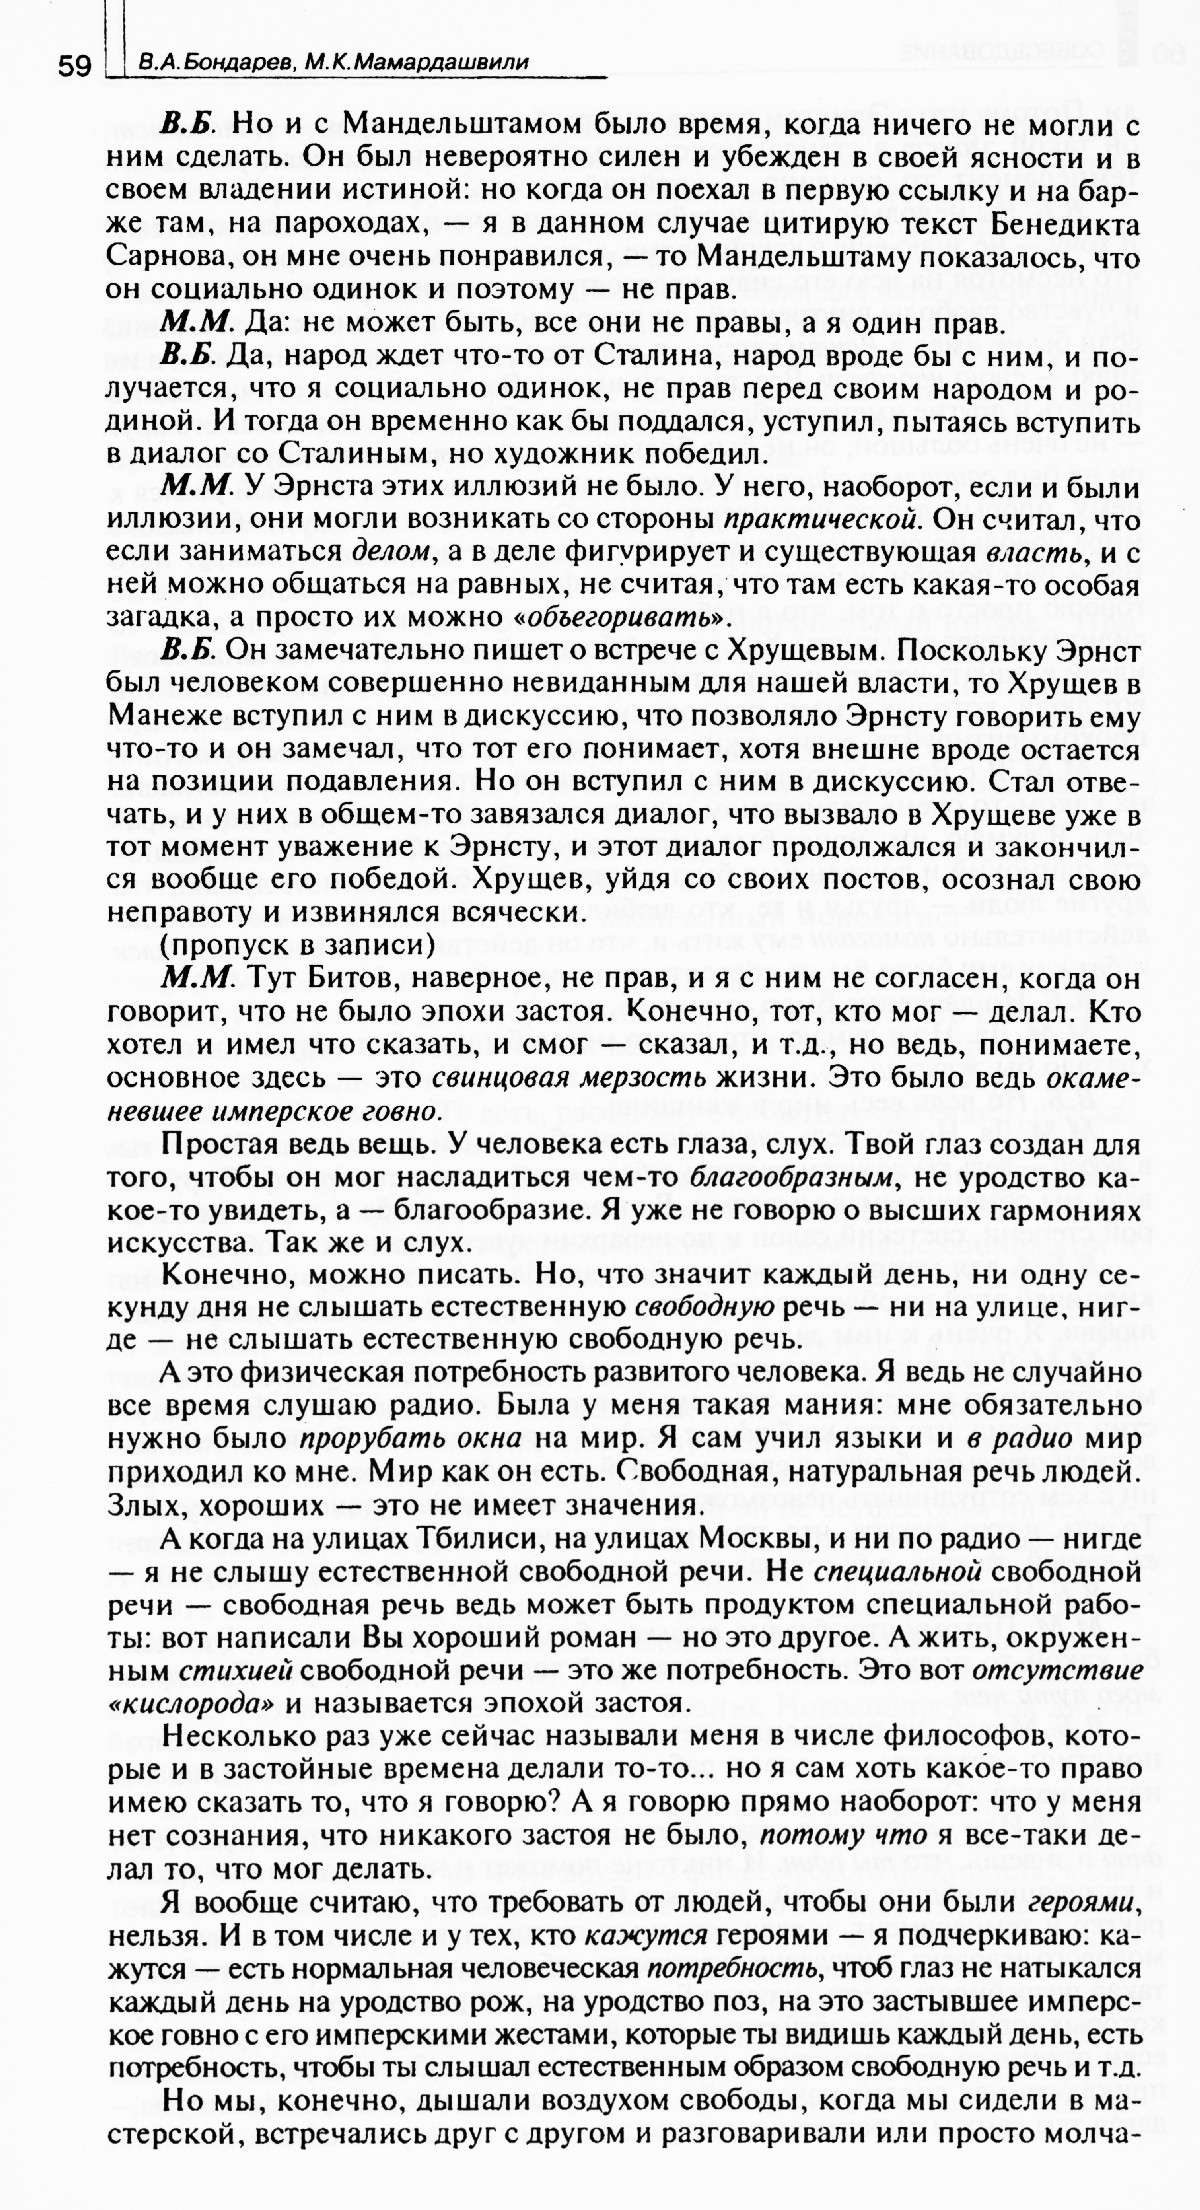 59
В.А.Бондарев, М.К.Мамардашвили
В.Б. Но и с Мандельштамом было время, когда ничего не могли с
ним сделать. Он был невероятно силен и убежден в своей ясности и в
своем владении истиной: но когда он поехал в первую ссылку и на бар-
же там, на пароходах, — я в данном случае цитирую текст Бенедикта
Сарнова, он мне очень понравился, — то Мандельштаму показалось, что
он социально одинок и поэтому — не прав.
М.М. Да: не может быть, все они не правы, а я один прав.
В.Б. Да, народ ждет что-то от Сталина, народ вроде бы с ним, и по-
лучается, что я социально одинок, не прав перед своим народом и ро-
диной. И тогда он временно как бы поддался, уступил, пытаясь вступить
в диалог со Сталиным, но художник победил.
М.М. У Эрнста этих иллюзий не было. У него, наоборот, если и были
иллюзии, они могли возникать со стороны практической. Он считал, что
если заниматься делом, а в деле фигурирует и существующая власть, и с
ней можно общаться на равных, не считая, что там есть какая-то особая
загадка, а просто их можно «объегоривать».
В.Б. Он замечательно пишет о встрече с Хрущевым. Поскольку Эрнст
был человеком совершенно невиданным для нашей власти, то Хрущев в
Манеже вступил с ним в дискуссию, что позволяло Эрнсту говорить ему
что-то и он замечал, что тот его понимает, хотя внешне вроде остается
на позиции подавления. Но он вступил с ним в дискуссию. Стал отве-
чать, и у них в общем-то завязался диалог, что вызвало в Хрущеве уже в
тот момент уважение к Эрнсту, и этот диалог продолжался и закончил-
ся вообще его победой. Хрущев, уйдя со своих постов, осознал свою
неправоту и извинялся всячески.
(пропуск в записи)
М.М. Тут Битов, наверное, не прав, и я с ним не согласен, когда он
говорит, что не было эпохи застоя. Конечно, тот, кто мог — делал. Кто
хотел и имел что сказать, и смог — сказал, и т.д., но ведь, понимаете,
основное здесь — это свинцовая мерзость жизни. Это было ведь окаме-
невшее имперское говно.
Простая ведь вещь. У человека есть глаза, слух. Твой глаз создан для
того, чтобы он мог насладиться чем-то благообразным, не уродство ка-
кое-то увидеть, а — благообразие. Я уже не говорю о высших гармониях
искусства. Так же и слух.
Конечно, можно писать. Но, что значит каждый день, ни одну се-
кунду дня не слышать естественную свободную речь — ни на улице, ниг-
де — не слышать естественную свободную речь.
А это физическая потребность развитого человека. Я ведь не случайно
все время слушаю радио. Была у меня такая мания: мне обязательно
нужно было прорубать окна на мир. Я сам учил языки и в радио мир
приходил ко мне. Мир как он есть. Свободная, натуральная речь людей.
Злых, хороших — это не имеет значения.
А когда на улицах Тбилиси, на улицах Москвы, и ни по радио — нигде
— я не слышу естественной свободной речи. Не специальной свободной
речи — свободная речь ведь может быть продуктом специальной рабо-
ты: вот написали Вы хороший роман — но это другое. А жить, окружен-
ным стихией свободной речи — это же потребность. Это вот отсутствие
«кислорода» и называется эпохой застоя.
Несколько раз уже сейчас называли меня в числе философов, кото-
рые и в застойные времена делали то-то... но я сам хоть какое-то право
имею сказать то, что я говорю? А я говорю прямо наоборот: что у меня
нет сознания, что никакого застоя не было, потому что я все-таки де-
лал то, что мог делать.
Я вообще считаю, что требовать от людей, чтобы они были героями,
нельзя. И в том числе и у тех, кто кажутся героями — я подчеркиваю: ка-
жутся — есть нормальная человеческая потребность, чтоб глаз не натыкался
каждый день на уродство рож, на уродство поз, на это застывшее имперс-
кое говно с его имперскими жестами, которые ты видишь каждый день, есть
потребность, чтобы ты слышал естественным образом свободную речь и т.д.
Но мы, конечно, дышали воздухом свободы, когда мы сидели в ма-
стерской, встречались друг с другом и разговаривали или просто молча-